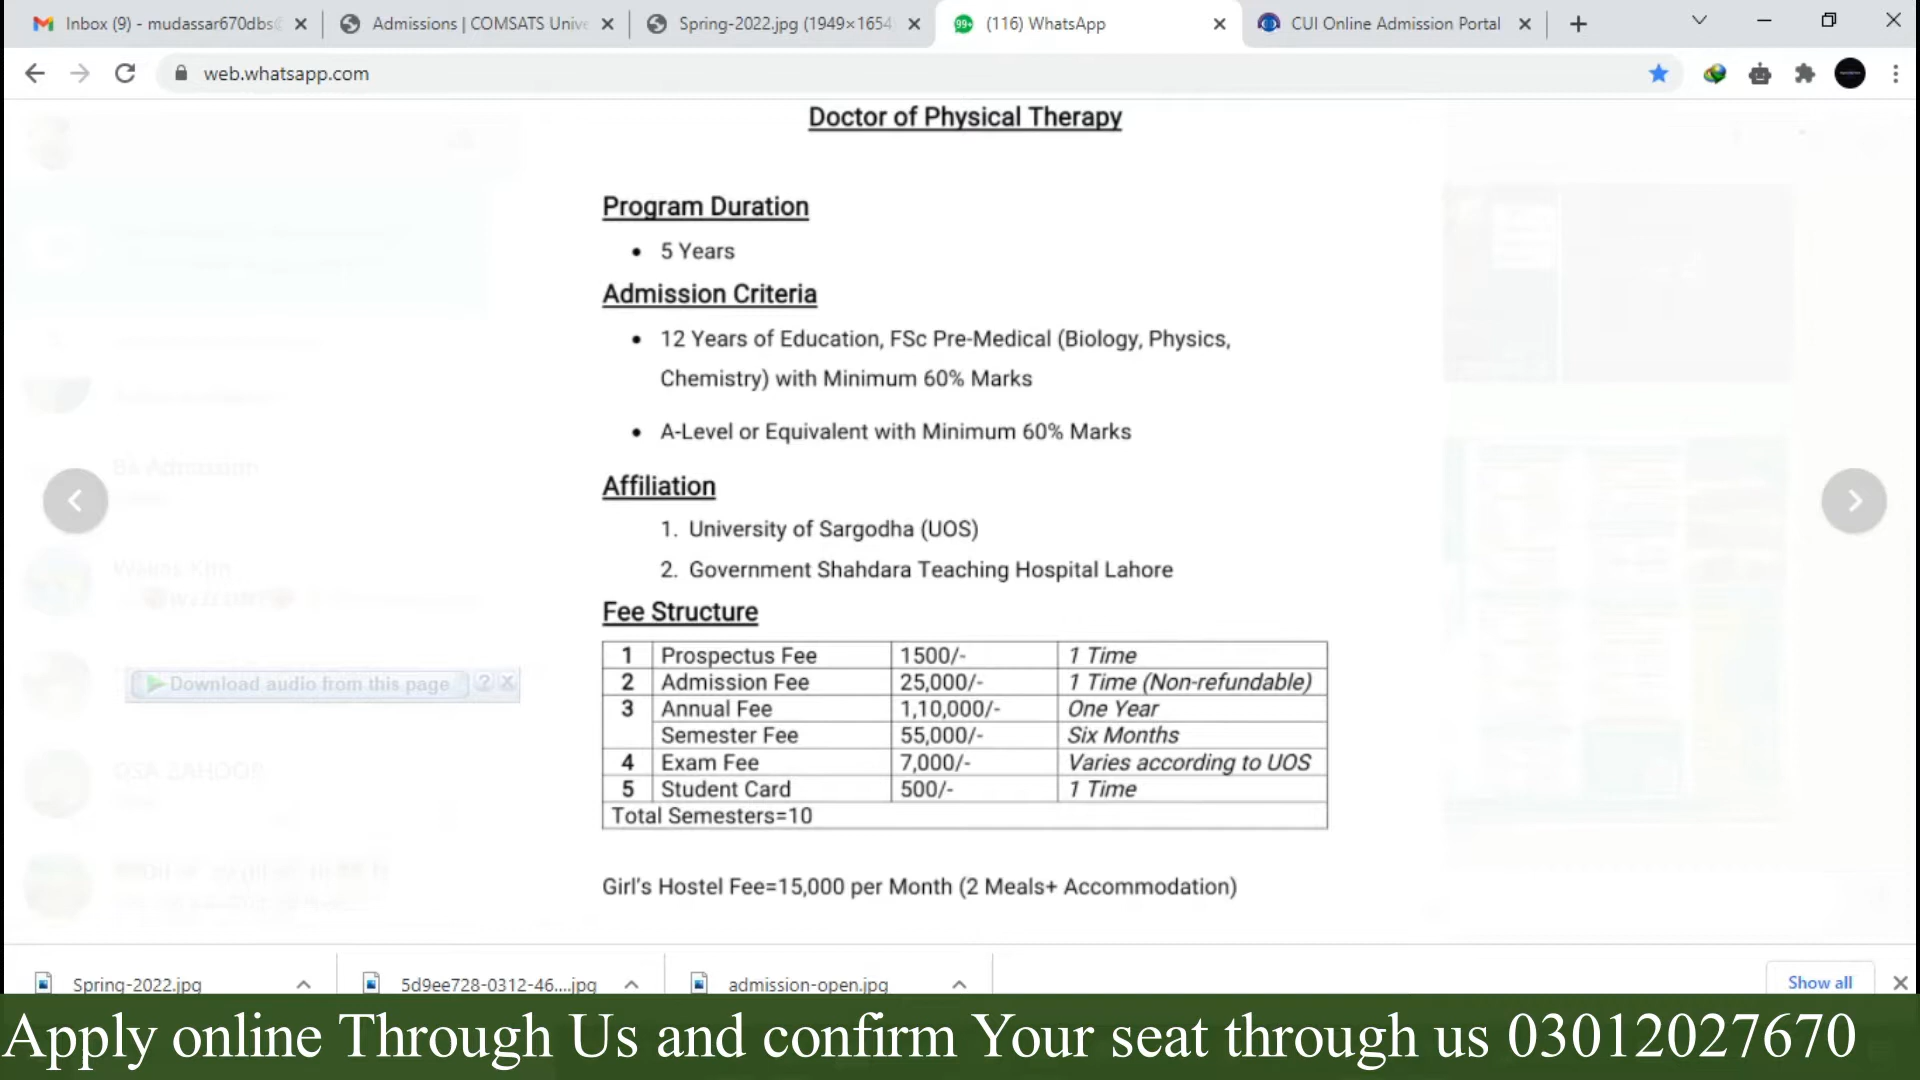 Inbox (9) - mudassar670dbs
Admissions | COMSATS Unive
Spring-2022.jpg (1949×1654
99+
(116) WhatsApp
CUI Online Admission Portal
web.whatsapp.com
Doctor of Physical Therapy
Program Duration
• 5 Years
Admission Criteria
• 12 Years of Education, FSc Pre-Medical (Biology, Physics,
Chemistry) with Minimum 60% Marks
• A-Level or Equivalent with Minimum 60% Marks
BA Admission
Affiliation
1. University of Sargodha (UOS)
2. Government Shahdara Teaching Hospital Lahore
Fee Structure
1 Prospectus Fee 1500/- 1 Time
2 Admission Fee 25,000/- 1 Time (Non-refundable)
3 Annual Fee 1,10,000/- One Year
Semester Fee 55,000/- Six Months
4 Exam Fee 7,000/- Varies according to UOS
5 Student Card 500/- 1 Time
Total Semesters=10
Download audio from this page ? X
Girl's Hostel Fee=15,000 per Month (2 Meals+ Accommodation)
Spring-2022.jpg
5d9ee728-0312-46....jpg
admission-open.jpg
Show all
Apply online Through Us and confirm Your seat through us 03012027670